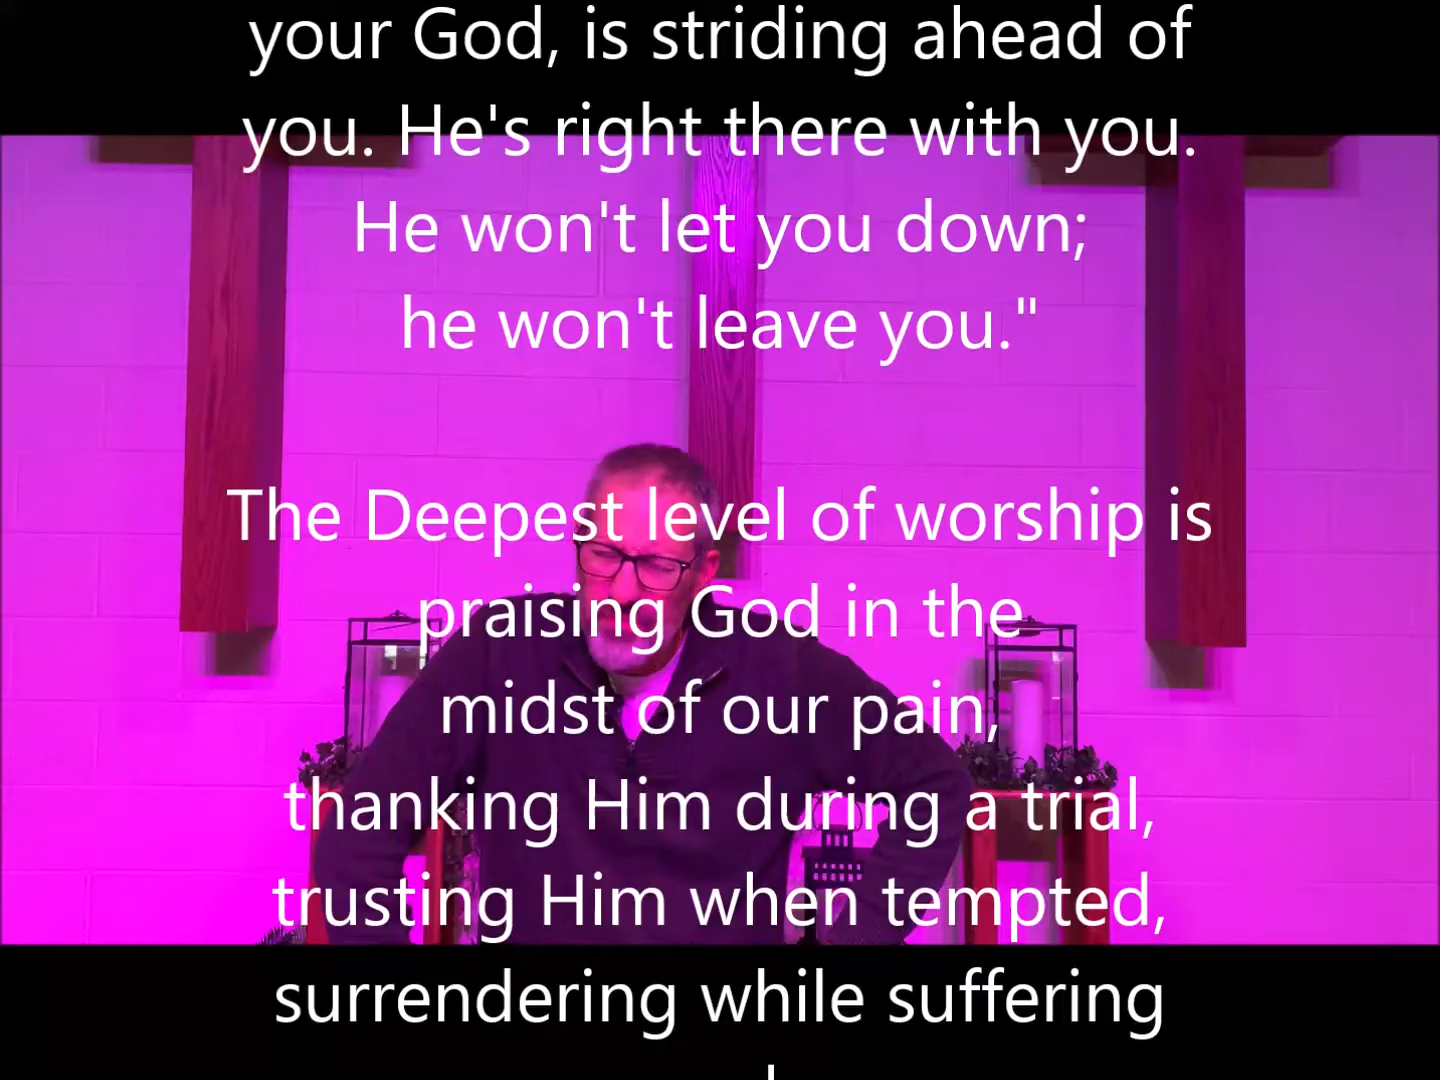 your God, is striding ahead of
you. He's right there with you.
He won't let you down;
he won't leave you."
The Deepest level of worship is
praising God in the
midst of our pain,
thanking Him during a trial,
trusting Him when tempted,
surrendering while suffering